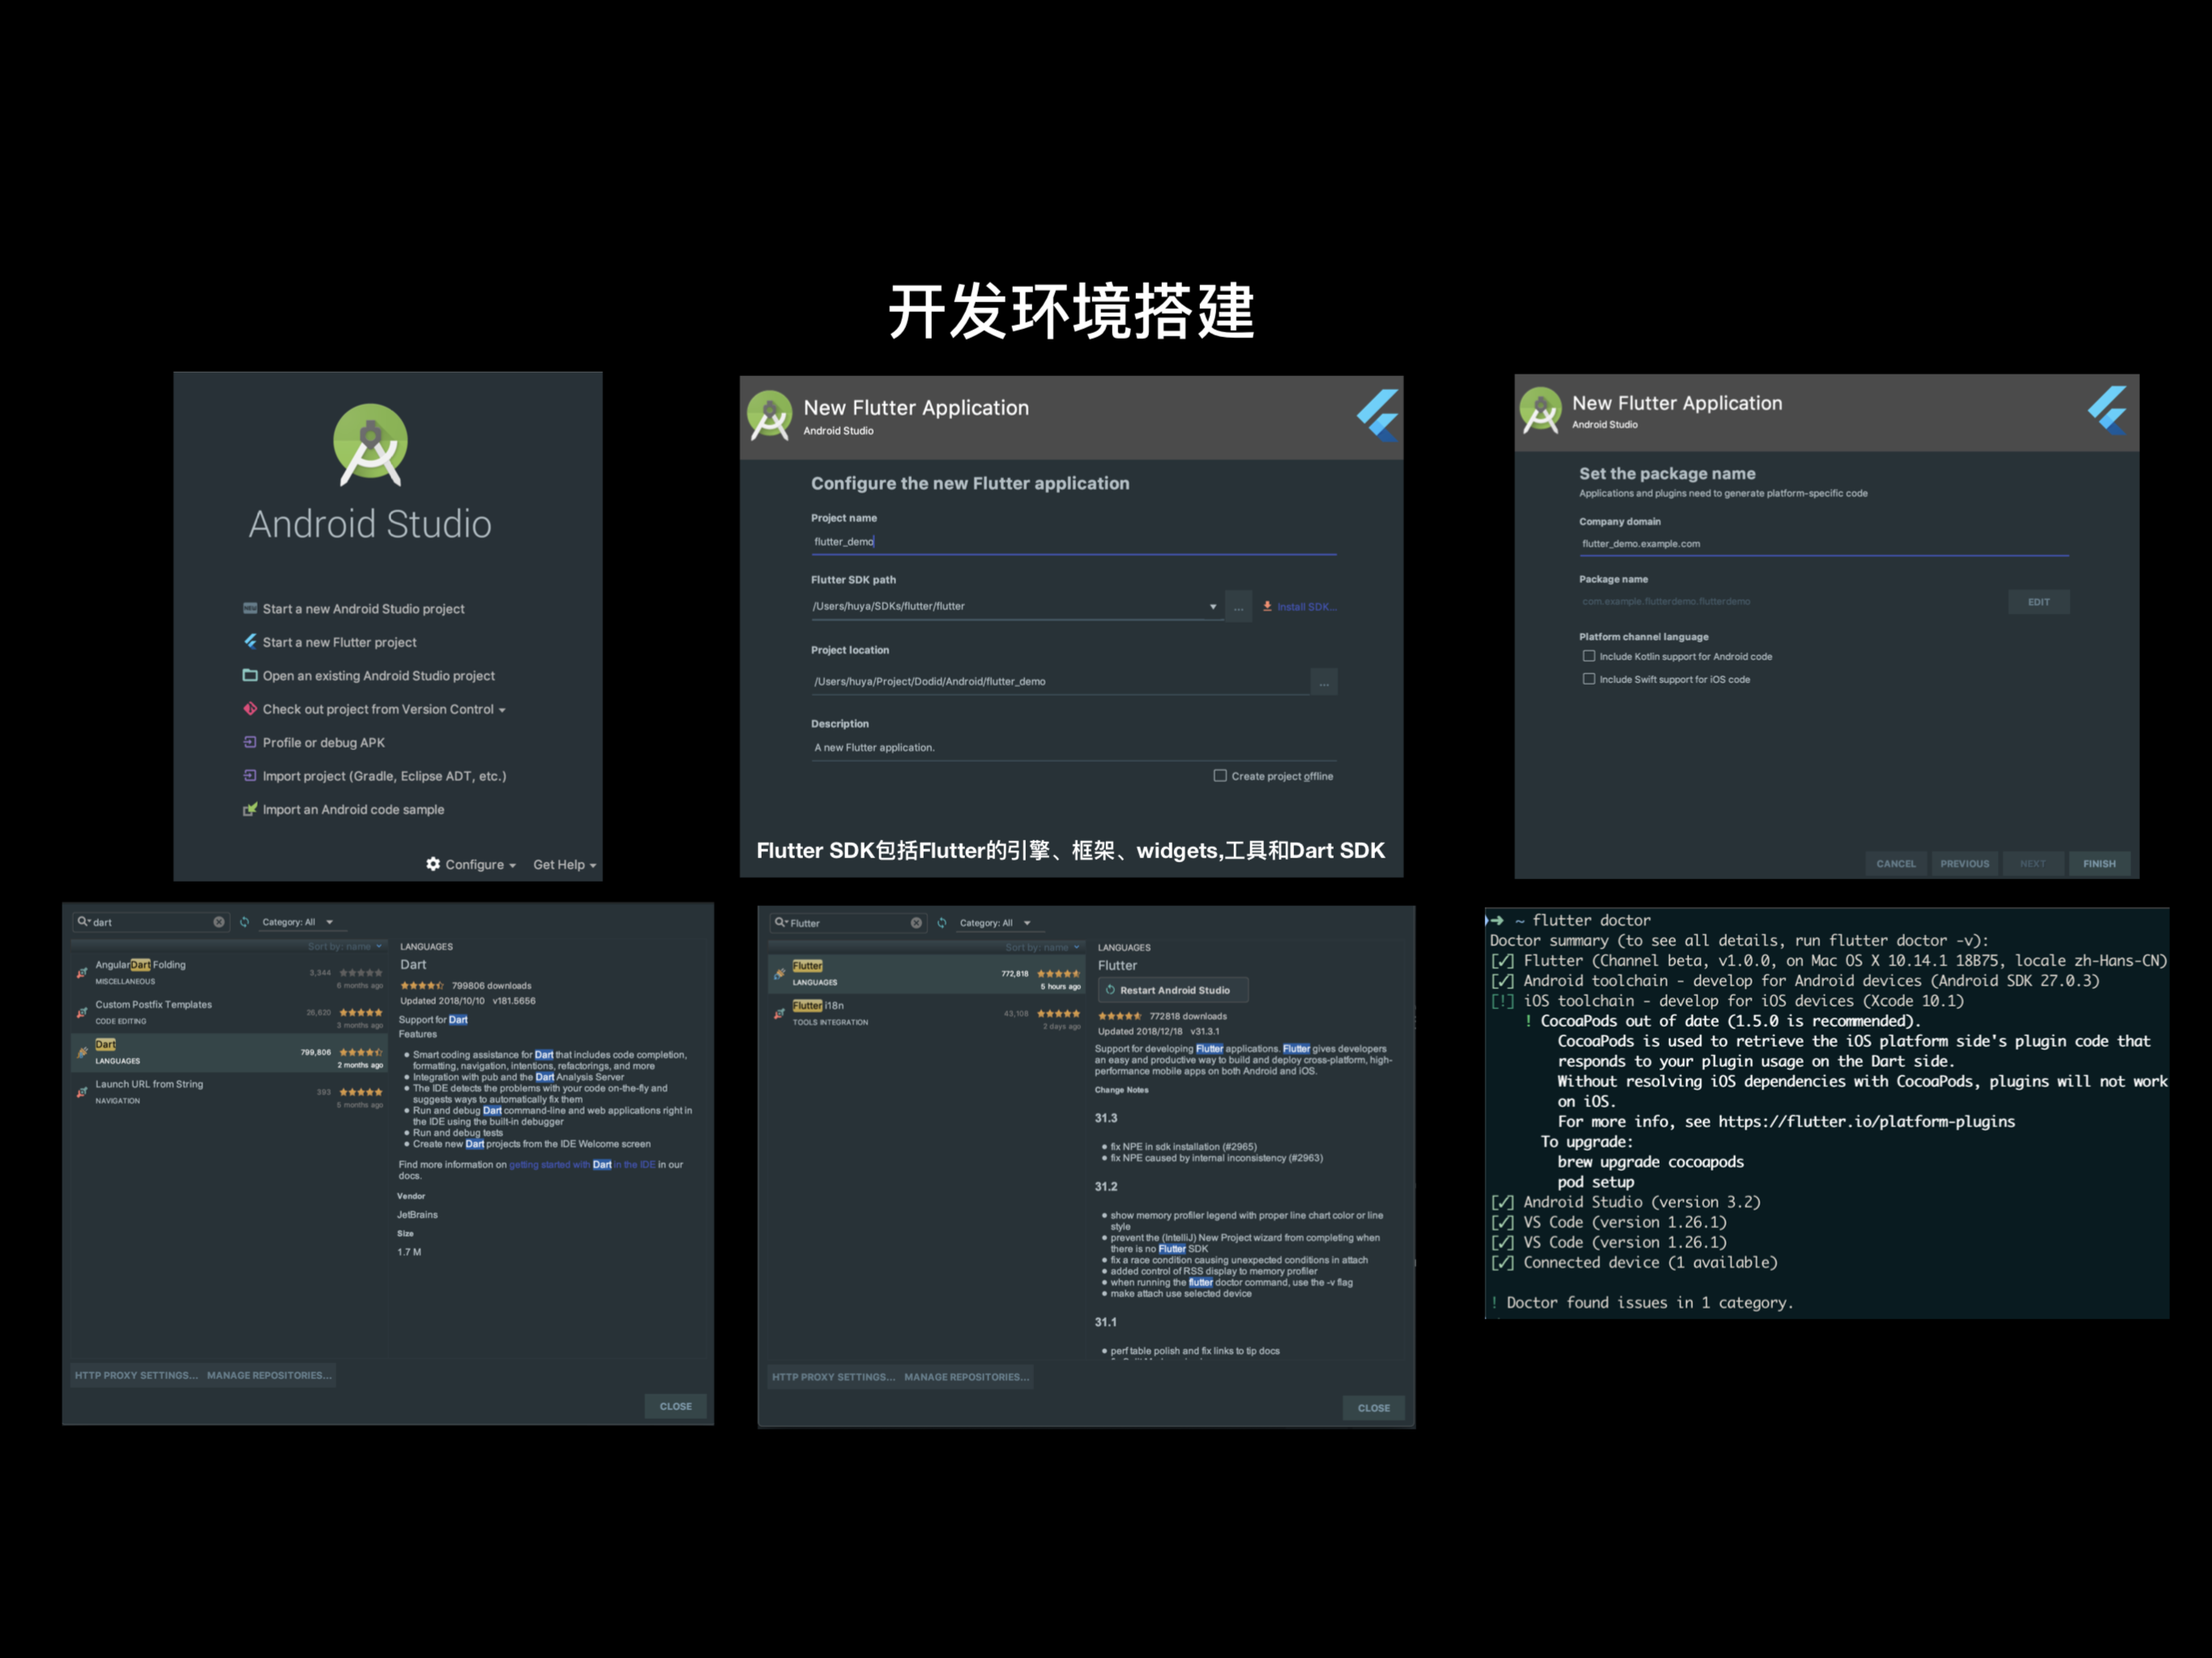 开发环境搭建
Android Studio
Start a new Android Studio project
Start a new Flutter project
Open an existing Android Studio project
Check out project from Version Control
Profile or debug APK
Import project (Gradle, Eclipse ADT, etc.)
Import an Android code sample
Configure
Get Help
New Flutter Application
Android Studio
Configure the new Flutter application
Project name
flutter_demo
Flutter SDK path
/Users/huya/SDKs/flutter/flutter
...
Install SDK...
Project location
/Users/huya/Project/Dodid/Android/flutter_demo
...
Description
A new Flutter application.
Create project offline
Flutter SDK包括Flutter的引擎、框架、widgets,工具和Dart SDK
New Flutter Application
Android Studio
Set the package name
Applications and plugins need to generate platform-specific code
Company domain
flutter_demo.example.com
Package name
com.example.flutterdemo.flutterdemo
EDIT
Platform channel language
Include Kotlin support for Android code
Include Swift support for iOS code
CANCEL
PREVIOUS
NEXT
FINISH
dart
Category: All
Sort by: name
AngularDart Folding
MISCELLANEOUS
3,344
6 months ago
Custom Postfix Templates
CODE EDITING
26,620
3 months ago
Dart
LANGUAGES
799,806
2 months ago
Launch URL from String
NAVIGATION
393
5 months ago
LANGUAGES
Dart
799806 downloads
Updated 2018/10/10 v181.5656
Support for Dart
Features
• Smart coding assistance for Dart that includes code completion,
formatting, navigation, intentions, refactorings, and more
• Integration with pub and the Dart Analysis Server
• The IDE detects the problems with your code on-the-fly and
suggests ways to automatically fix them
• Run and debug Dart command-line and web applications right in
the IDE using the built-in debugger
• Run and debug tests
• Create new Dart projects from the IDE Welcome screen
Find more information on getting started with Dart in the IDE in our
docs.
Vendor
JetBrains
Size
1.7 M
HTTP PROXY SETTINGS...
MANAGE REPOSITORIES...
CLOSE
Flutter
Category: All
Sort by: name
Flutter
LANGUAGES
772,818
5 hours ago
Flutter i18n
TOOLS INTEGRATION
43,108
2 days ago
LANGUAGES
Flutter
Restart Android Studio
772818 downloads
Updated 2018/12/18 v31.3.1
Support for developing Flutter applications. Flutter gives developers
an easy and productive way to build and deploy cross-platform, high-
performance mobile apps on both Android and iOS.
Change Notes
31.3
• fix NPE in sdk installation (#2965)
• fix NPE caused by internal inconsistency (#2963)
31.2
• show memory profiler legend with proper line chart color or line
style
• prevent the (IntelliJ) New Project wizard from completing when
there is no Flutter SDK
• fix a race condition causing unexpected conditions in attach
• added control of RSS display to memory profiler
• when running the flutter doctor command, use the -v flag
• make attach use selected device
31.1
• perf table polish and fix links to tip docs
HTTP PROXY SETTINGS...
MANAGE REPOSITORIES...
CLOSE
➜ ~ flutter doctor
Doctor summary (to see all details, run flutter doctor -v):
[✓] Flutter (Channel beta, v1.0.0, on Mac OS X 10.14.1 18B75, locale zh-Hans-CN)
[✓] Android toolchain - develop for Android devices (Android SDK 27.0.3)
[!] iOS toolchain - develop for iOS devices (Xcode 10.1)
! CocoaPods out of date (1.5.0 is recommended).
CocoaPods is used to retrieve the iOS platform side's plugin code that
responds to your plugin usage on the Dart side.
Without resolving iOS dependencies with CocoaPods, plugins will not work
on iOS.
For more info, see https://flutter.io/platform-plugins
To upgrade:
brew upgrade cocoapods
pod setup
[✓] Android Studio (version 3.2)
[✓] VS Code (version 1.26.1)
[✓] VS Code (version 1.26.1)
[✓] Connected device (1 available)
! Doctor found issues in 1 category.